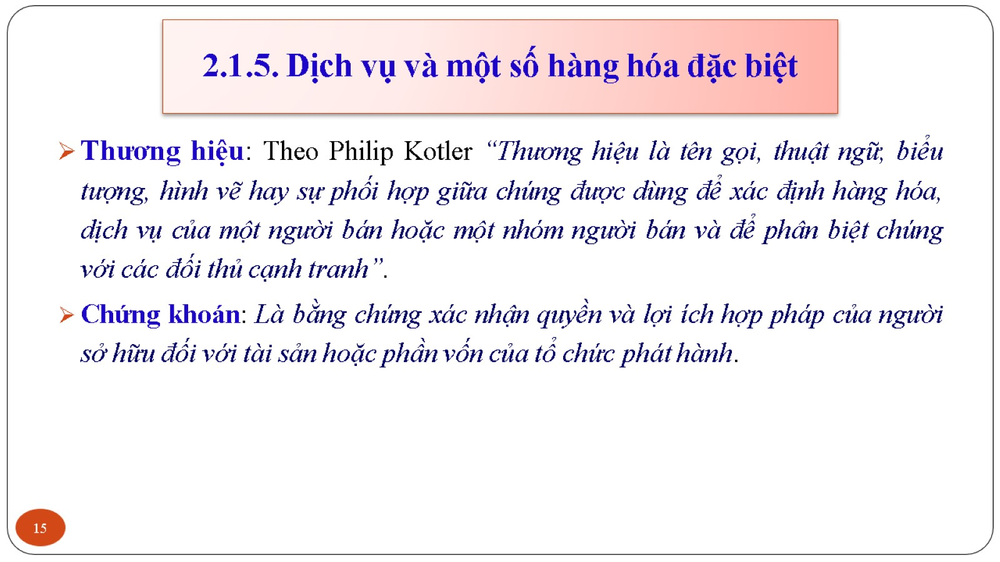 2.1.5. Dịch vụ và một số hàng hóa đặc biệt
Thương hiệu: Theo Philip Kotler “Thương hiệu là tên gọi, thuật ngữ, biểu
tượng, hình vẽ hay sự phối hợp giữa chúng được dùng để xác định hàng hóa,
dịch vụ của một người bán hoặc một nhóm người bán và để phân biệt chúng
với các đối thủ cạnh tranh”.
Chứng khoán: Là bằng chứng xác nhận quyền và lợi ích hợp pháp của người
sở hữu đối với tài sản hoặc phần vốn của tổ chức phát hành.
15